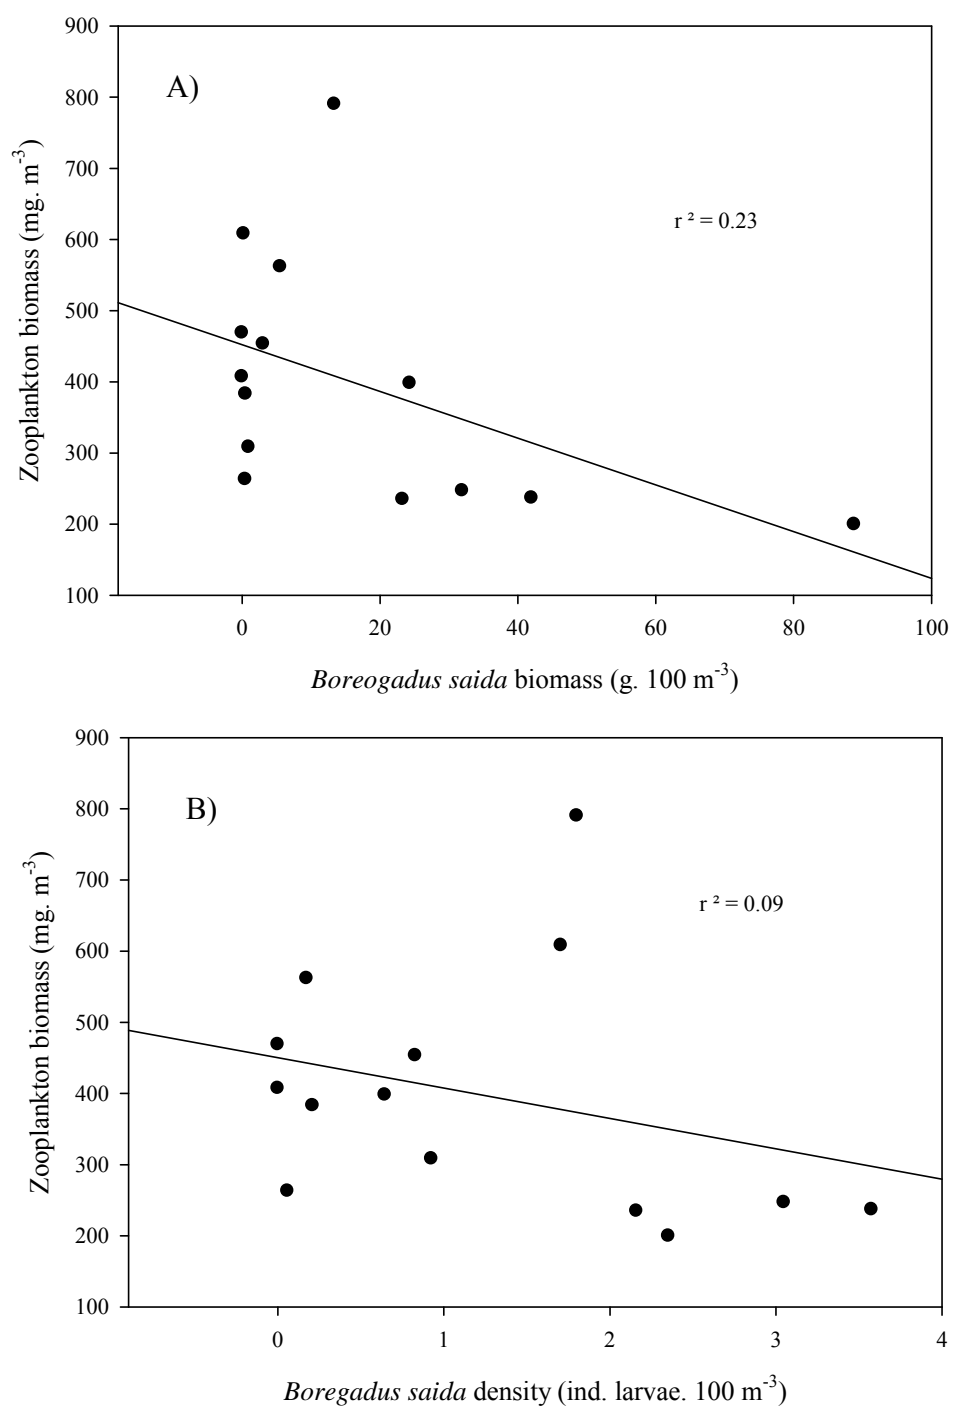 900
A)
800
700
r ² = 0.23
600
500
400
300
200
100
Zooplankton biomass (mg. m-3)
0 20 40 60 80 100
Boreogadus saida biomass (g. 100 m-3)
900
B)
800
700
r ² = 0.09
600
500
400
300
200
100
Zooplankton biomass (mg. m-3)
0 1 2 3 4
Boregadus saida density (ind. larvae. 100 m-3)